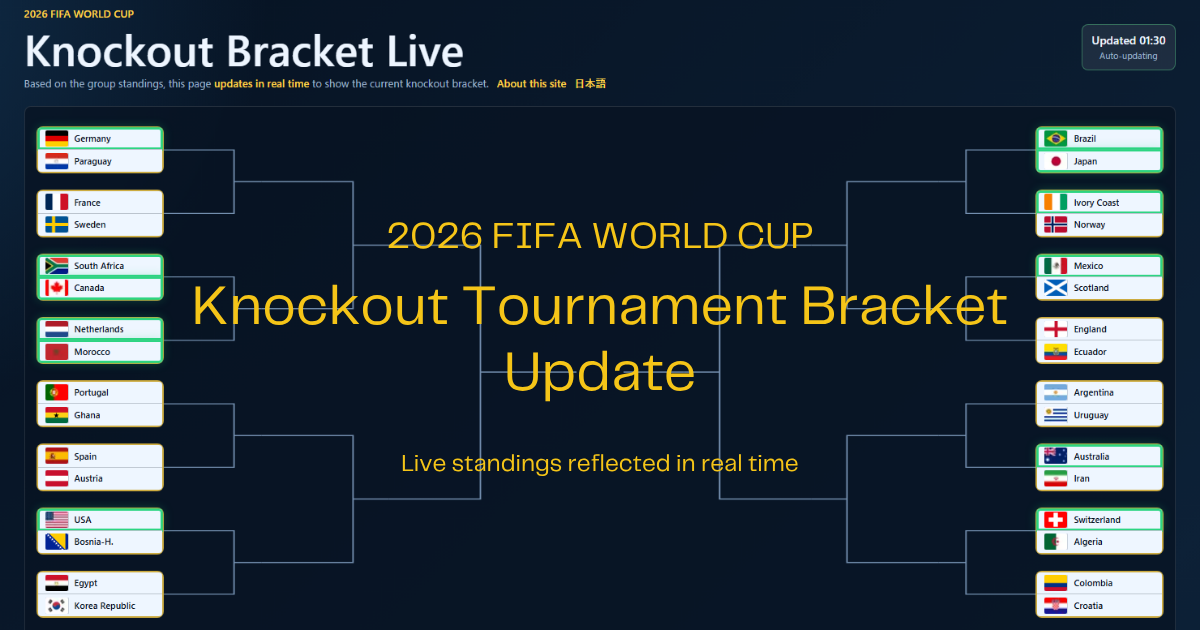 2026 FIFA WORLD CUP
Knockout Bracket Live
Based on the group standings, this page updates in real time to show the current knockout bracket. About this site 日本語
Updated 01:30
Auto-updating
2026 FIFA WORLD CUP
Knockout Tournament Bracket
Update
Live standings reflected in real time
Germany
Paraguay
France
Sweden
South Africa
Canada
Netherlands
Morocco
Portugal
Ghana
Spain
Austria
USA
Bosnia-H.
Egypt
Korea Republic
Brazil
Japan
Ivory Coast
Norway
Mexico
Scotland
England
Ecuador
Argentina
Uruguay
Australia
Iran
Switzerland
Algeria
Colombia
Croatia